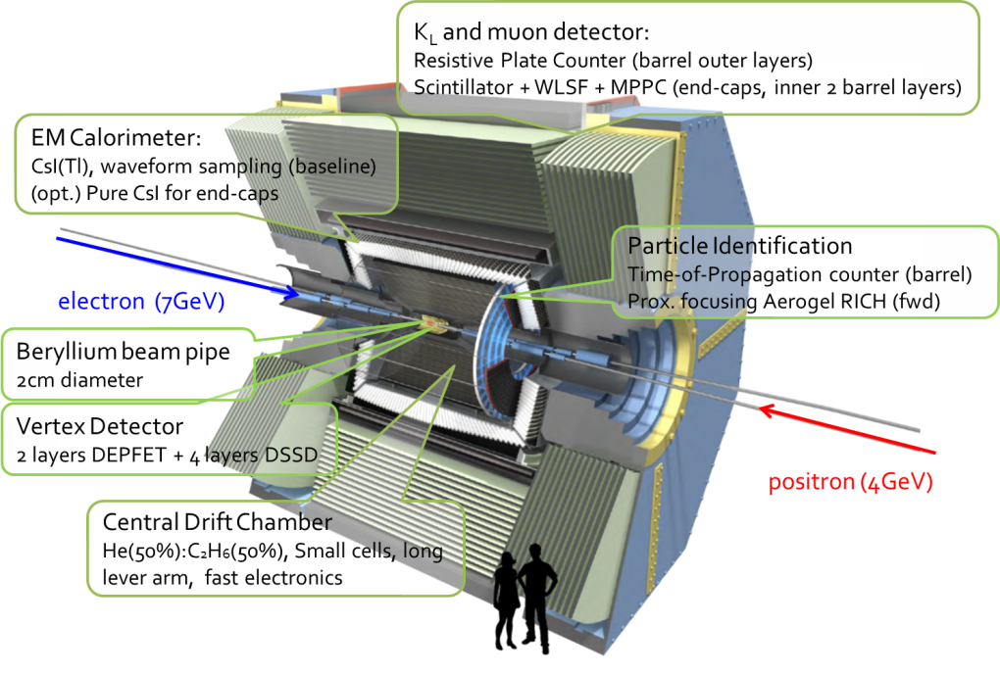 K_L and muon detector:
Resistive Plate Counter (barrel outer layers)
Scintillator + WLSF + MPPC (end-caps, inner 2 barrel layers)
EM Calorimeter:
CsI(Tl), waveform sampling (baseline)
(opt.) Pure CsI for end-caps
Particle Identification
Time-of-Propagation counter (barrel)
Prox. focusing Aerogel RICH (fwd)
electron (7GeV)
Beryllium beam pipe
2cm diameter
Vertex Detector
2 layers DEPFET + 4 layers DSSD
positron (4GeV)
Central Drift Chamber
He(50%):C₂H₆(50%), Small cells, long
lever arm, fast electronics